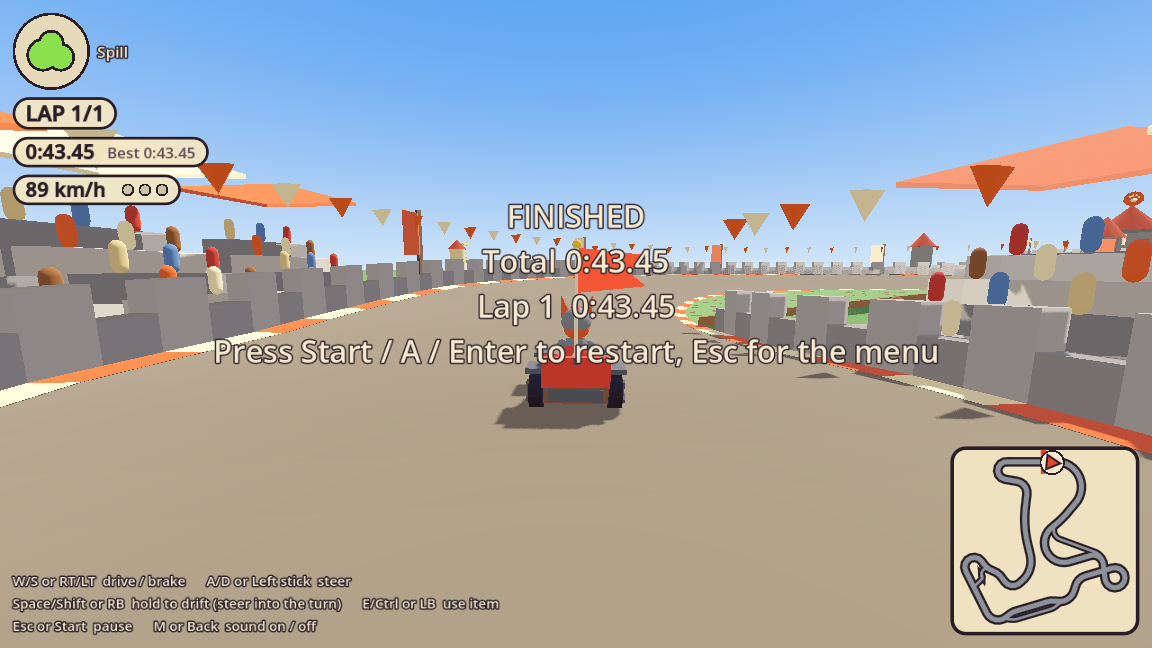 Spill
LAP 1/1
0:43.45 Best 0:43.45
89 km/h
FINISHED
Total 0:43.45
Lap 1 0:43.45
Press Start / A / Enter to restart, Esc for the menu
W/S or RT/LT drive / brake A/D or Left stick steer
Space/Shift or RB hold to drift (steer into the turn) E/Ctrl or LB use item
Esc or Start pause M or Back sound on / off